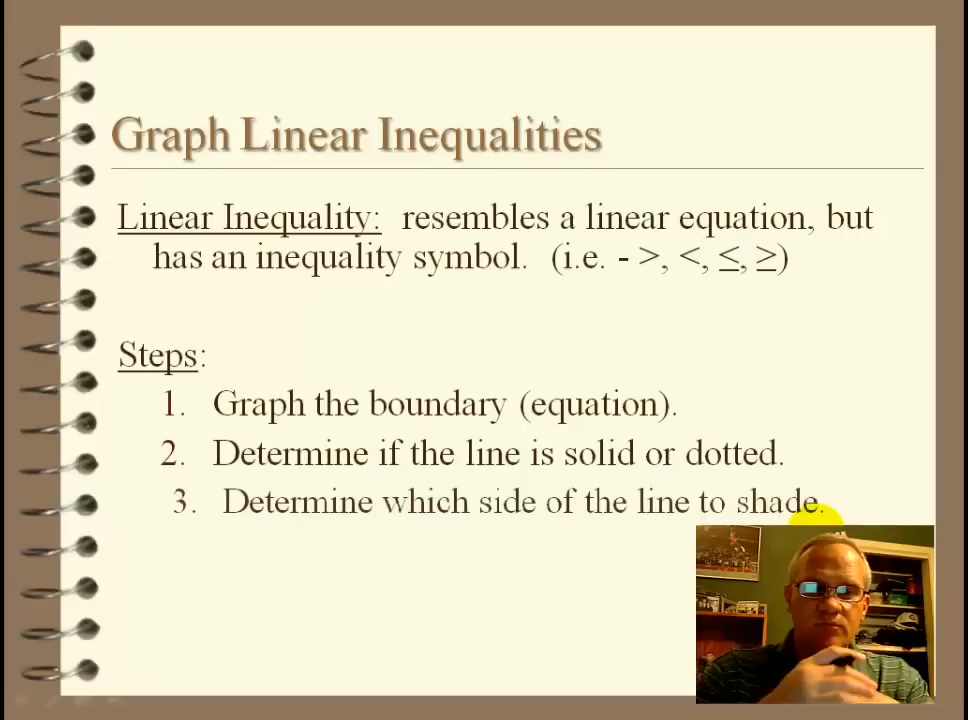 Graph Linear Inequalities
Linear Inequality: resembles a linear equation, but
has an inequality symbol. (i.e. - >, <, ≤, ≥)
Steps:
1. Graph the boundary (equation).
2. Determine if the line is solid or dotted.
3. Determine which side of the line to shade.